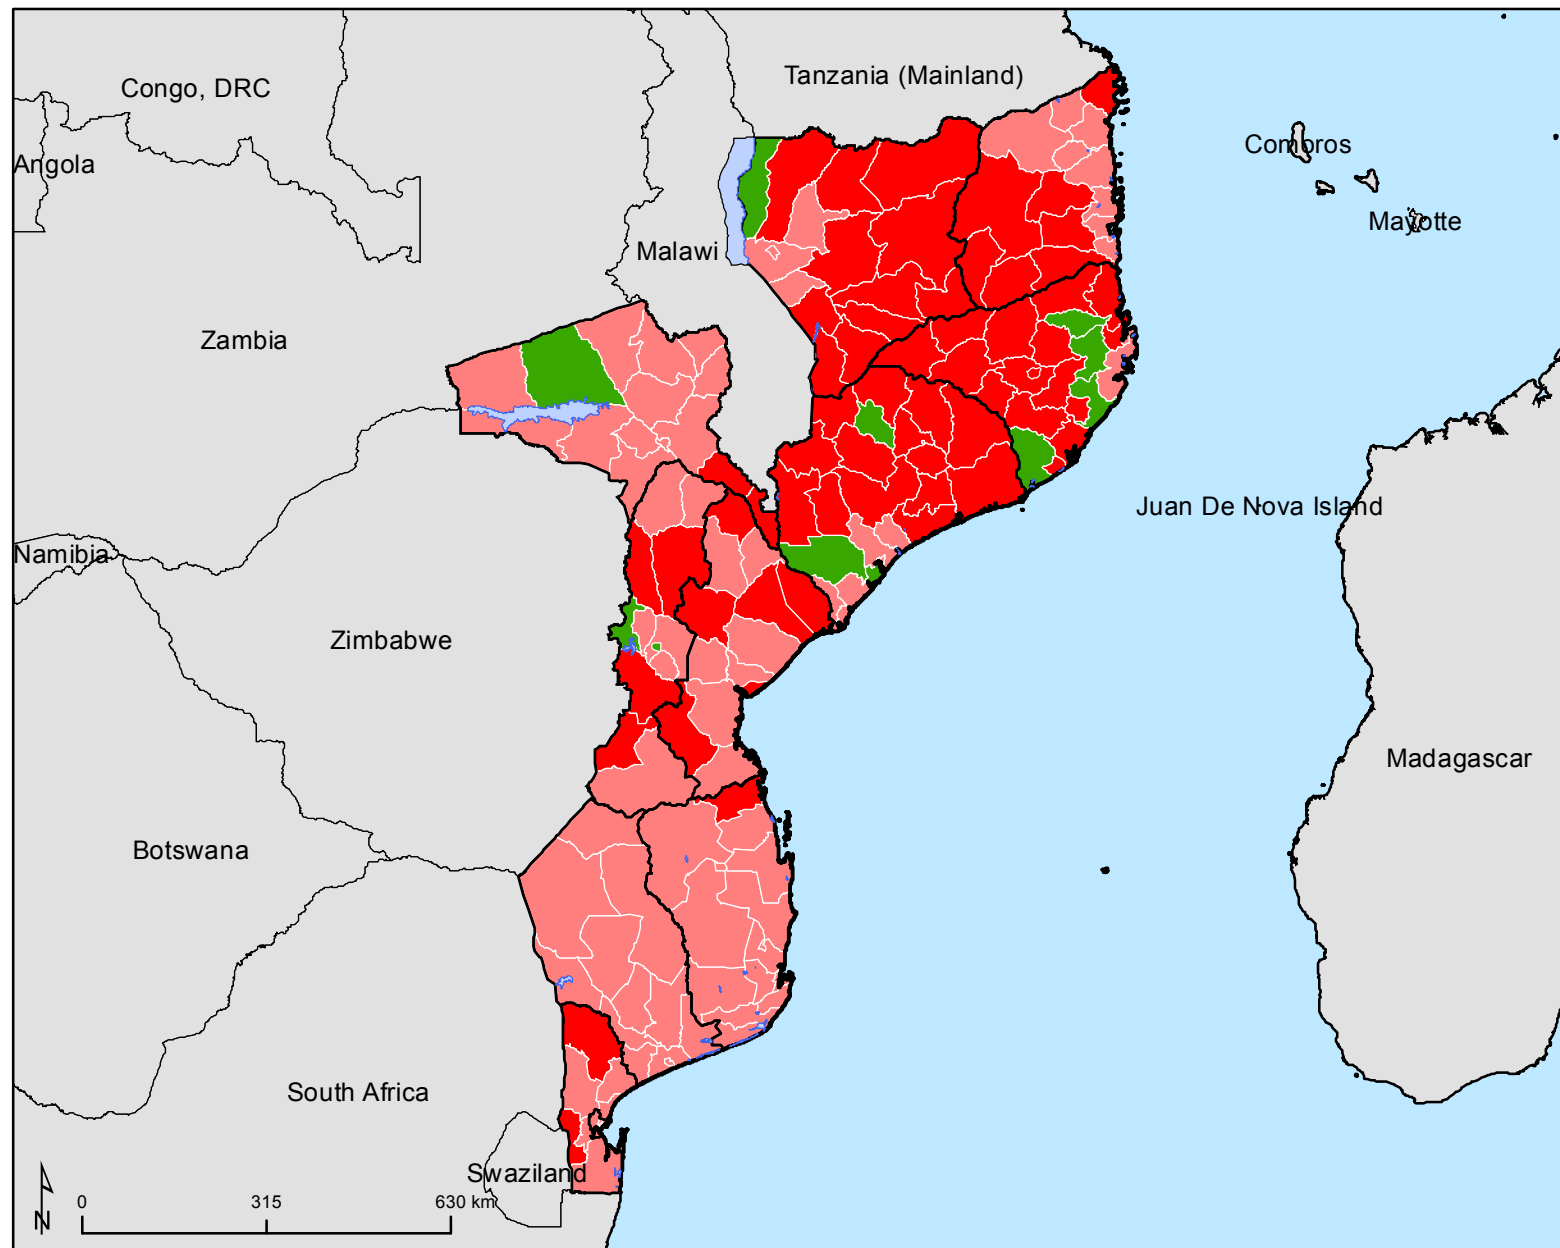 Tanzania (Mainland)
Congo, DRC
Comoros
Angola
Mayotte
Malawi
Zambia
Juan De Nova Island
Namibia
Zimbabwe
Madagascar
Botswana
South Africa
Swaziland
0 315 630 km
N